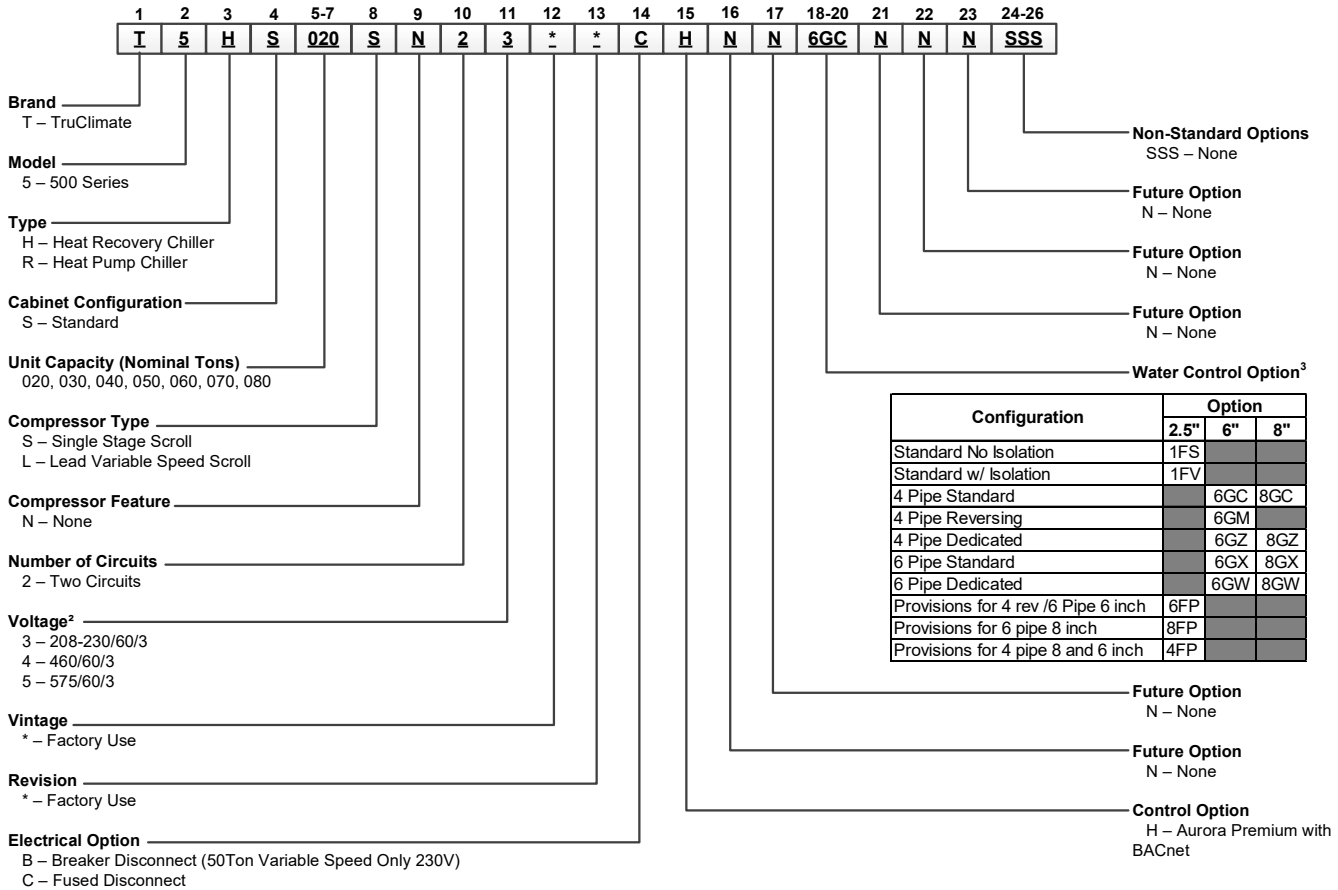 1 2 3 4 5-7 8 9 10 11 12 13 14 15 16 17 18-20 21 22 23 24-26
T 5 H S 020 S N 2 3 * * C H N N 6GC N N N SSS
Brand
T – TruClimate
Model
5 – 500 Series
Type
H – Heat Recovery Chiller
R – Heat Pump Chiller
Cabinet Configuration
S – Standard
Unit Capacity (Nominal Tons)
020, 030, 040, 050, 060, 070, 080
Compressor Type
S – Single Stage Scroll
L – Lead Variable Speed Scroll
Compressor Feature
N – None
Number of Circuits
2 – Two Circuits
Voltage²
3 – 208-230/60/3
4 – 460/60/3
5 – 575/60/3
Vintage
* – Factory Use
Revision
* – Factory Use
Electrical Option
B – Breaker Disconnect (50Ton Variable Speed Only 230V)
C – Fused Disconnect
Non-Standard Options
SSS – None
Future Option
N – None
Future Option
N – None
Future Option
N – None
Water Control Option³
Configuration Option
2.5" 6" 8"
Standard No Isolation 1FS
Standard w/ Isolation 1FV
4 Pipe Standard 6GC 8GC
4 Pipe Reversing 6GM
4 Pipe Dedicated 6GZ 8GZ
6 Pipe Standard 6GX 8GX
6 Pipe Dedicated 6GW 8GW
Provisions for 4 rev /6 Pipe 6 inch 6FP
Provisions for 6 pipe 8 inch 8FP
Provisions for 4 pipe 8 and 6 inch 4FP
Future Option
N – None
Future Option
N – None
Control Option
H – Aurora Premium with
BACnet